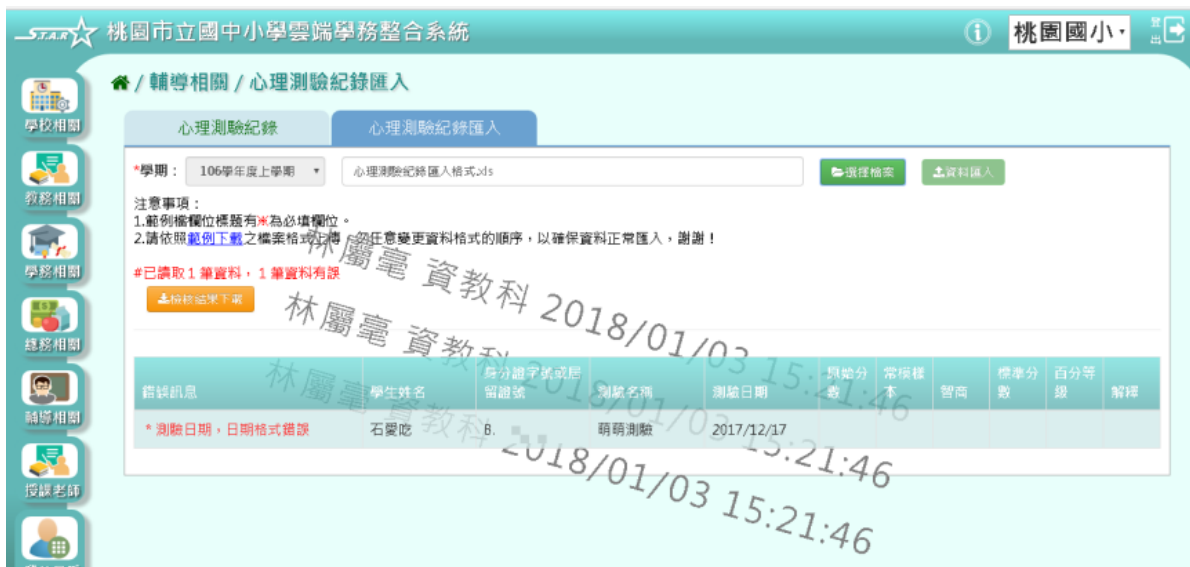 STAR 桃園市立國中小學雲端學務整合系統
桃園國小
登出
/ 輔導相關 / 心理測驗紀錄匯入
學校相關
教務相關
學務相關
總務相關
輔導相關
授課老師
心理測驗紀錄
心理測驗紀錄匯入
*學期： 106學年度上學期
心理測驗紀錄匯入格式.xls
選擇檔案
資料匯入
注意事項：
1.範例檔欄位標題有※為必填欄位。
2.請依照範例下載之檔案格式上傳，勿任意變更資料格式的順序，以確保資料正常匯入，謝謝！
#已讀取 1 筆資料， 1 筆資料有誤
檢核結果下載
錯誤訊息 學生姓名 身分證字號或居留證號 測驗名稱 測驗日期 原始分數 常模樣本 智商 標準分數 百分等級 解釋
* 測驗日期，日期格式錯誤 石愛吃 B. 萌萌測驗 2017/12/17
林屬毫 資教科 2018/01/03 15:21:46
林屬毫 資教科 2018/01/03 15:21:46
林屬毫 資教科 2018/01/03 15:21:46